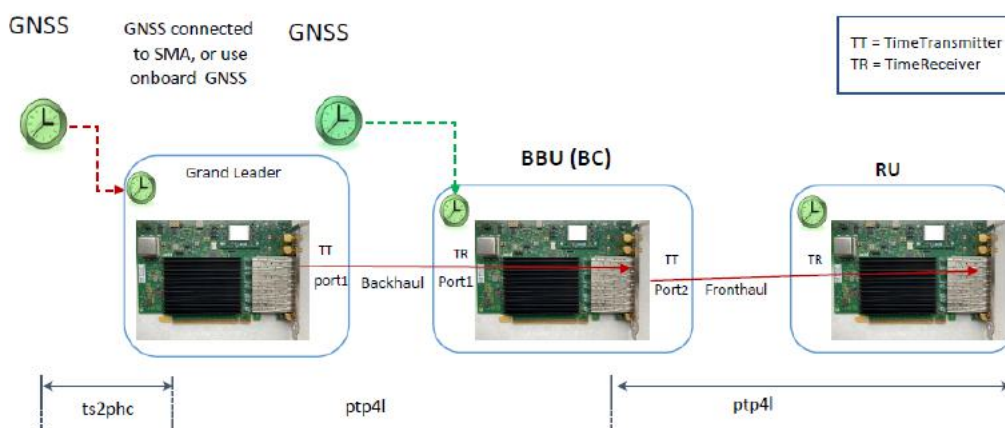 GNSS
GNSS connected
to SMA, or use
onboard GNSS
GNSS
TT = TimeTransmitter
TR = TimeReceiver
Grand Leader
BBU (BC)
RU
TT
port1
Backhaul
TR
Port1
TT
Port2
Fronthaul
TR
ts2phc
ptp4l
ptp4l